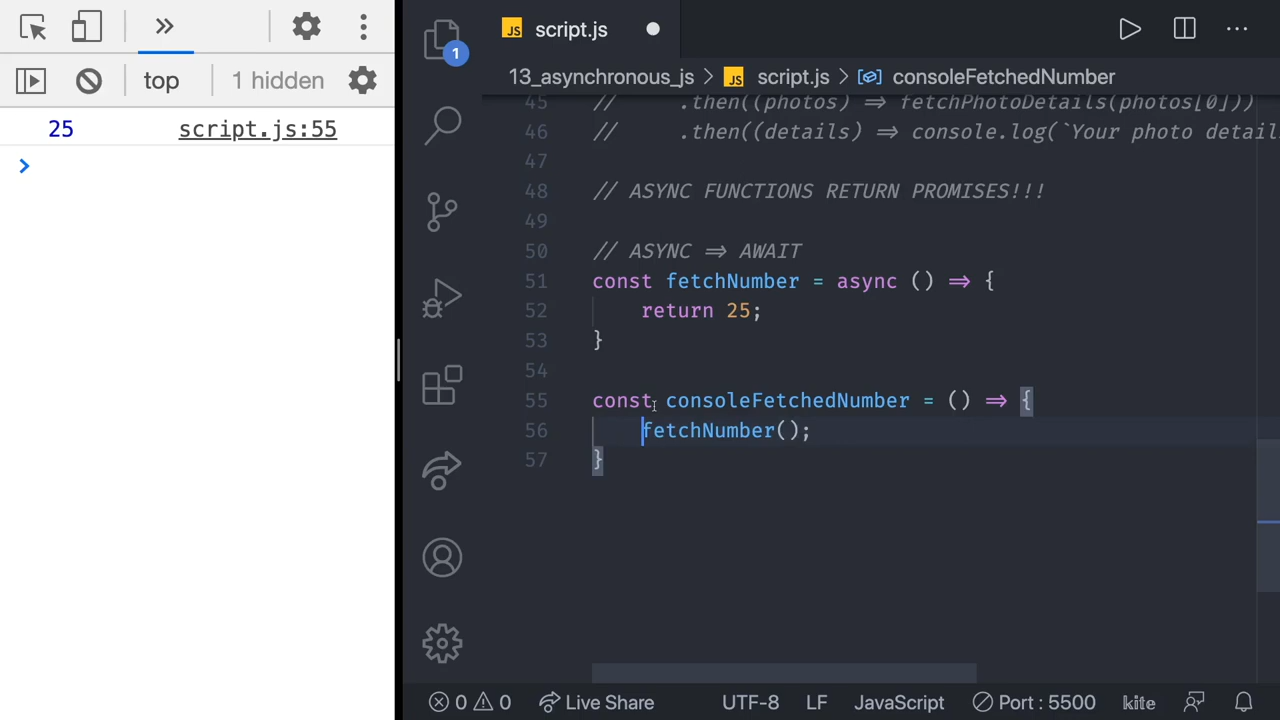 top
1 hidden
25 script.js:55
1
JS script.js
13_asynchronous_js > JS script.js > consoleFetchedNumber
45 // .then((photos) => fetchPhotoDetails(photos[0]))
46 // .then((details) => console.log(`Your photo detail
47
48 // ASYNC FUNCTIONS RETURN PROMISES!!!
49
50 // ASYNC => AWAIT
51 const fetchNumber = async () => {
52 return 25;
53 }
54
55 const consoleFetchedNumber = () => {
56 fetchNumber();
57 }
0 0 Live Share UTF-8 LF JavaScript Port : 5500 kite